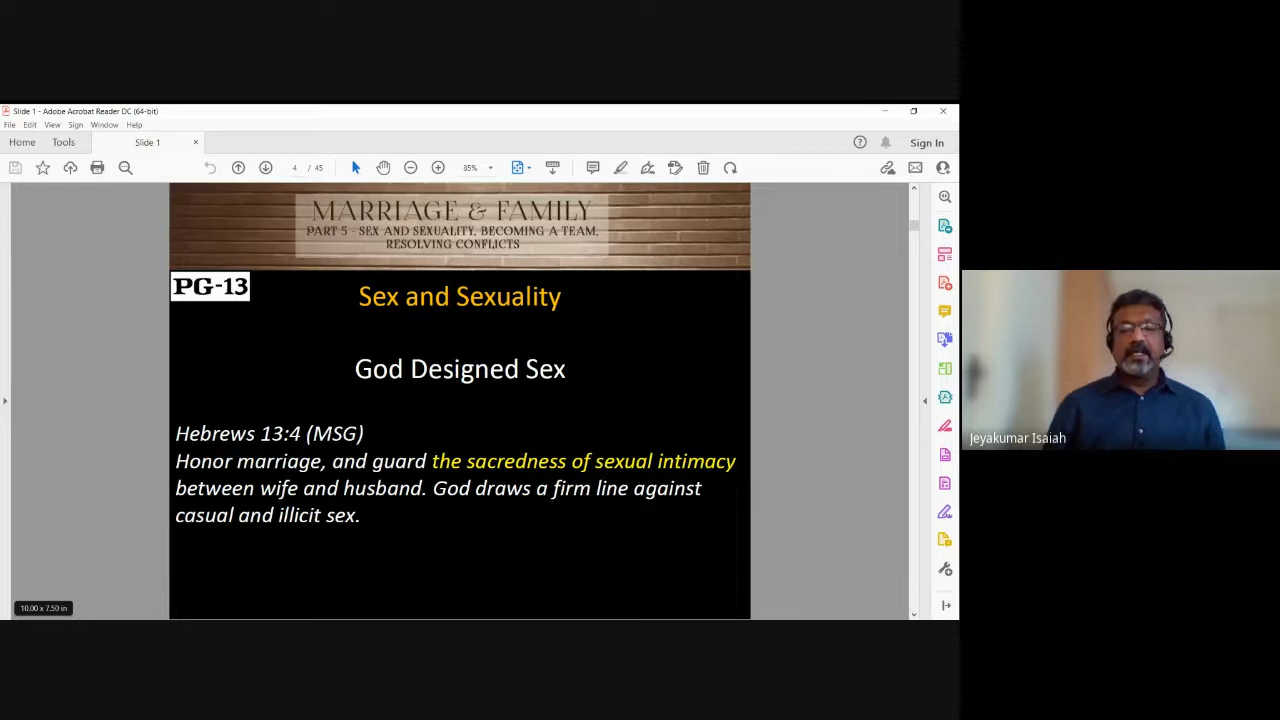 Slide 1 - Adobe Acrobat Reader DC (64-bit)
File Edit View Sign Window Help
Home Tools Slide 1 × Sign In
4 / 45 85%
MARRIAGE & FAMILY
PART 5 - SEX AND SEXUALITY, BECOMING A TEAM,
RESOLVING CONFLICTS
PG-13
Sex and Sexuality
God Designed Sex
Hebrews 13:4 (MSG)
Honor marriage, and guard the sacredness of sexual intimacy
between wife and husband. God draws a firm line against
casual and illicit sex.
10.00 x 7.50 in
Jeyakumar Isaiah